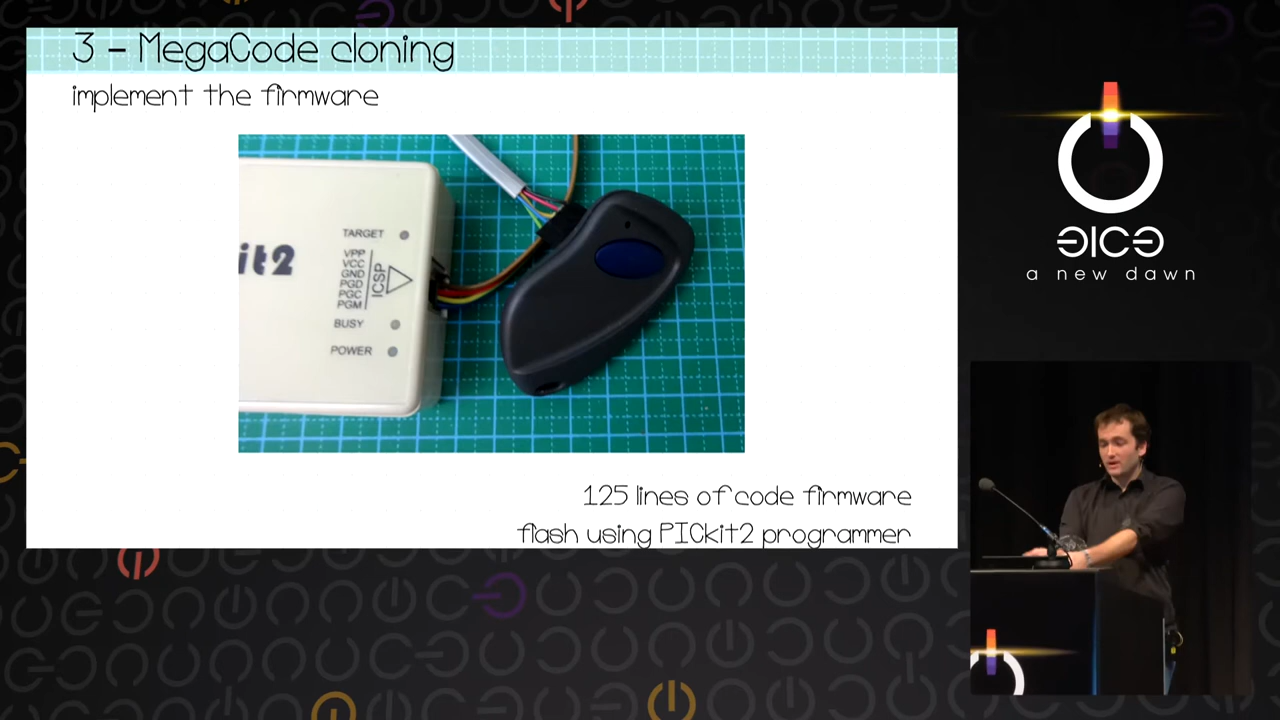 3 - MegaCode cloning
implement the firmware
it2
TARGET
VPP
VCC
GND
PGD
PGC
PGM
ICSP
BUSY
POWER
125 lines of code firmware
flash using PICkit2 programmer
a new dawn